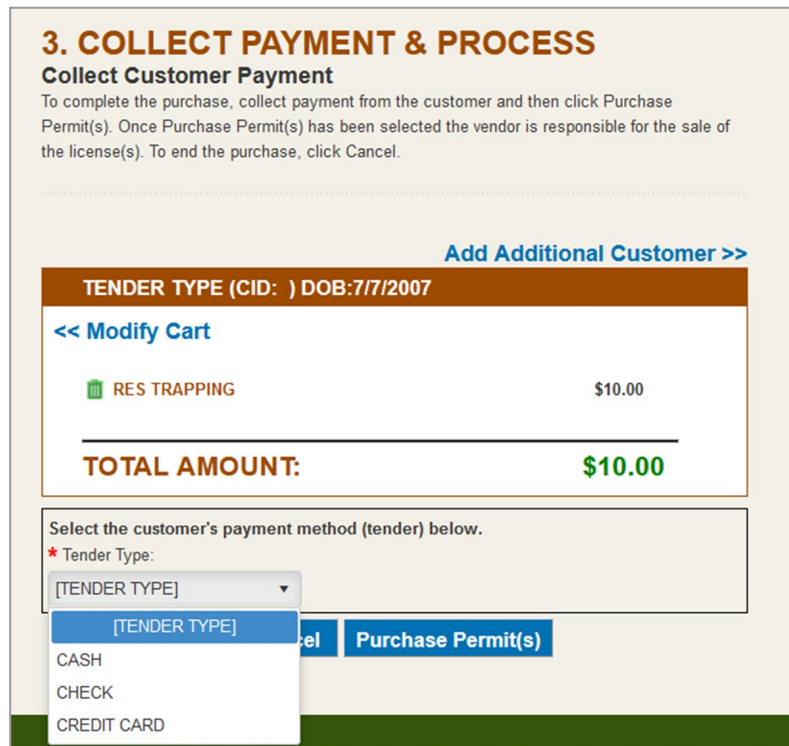 3. COLLECT PAYMENT & PROCESS
Collect Customer Payment
To complete the purchase, collect payment from the customer and then click Purchase
Permit(s). Once Purchase Permit(s) has been selected the vendor is responsible for the sale of
the license(s). To end the purchase, click Cancel.
Add Additional Customer >>
TENDER TYPE (CID: ) DOB:7/7/2007
<< Modify Cart
RES TRAPPING $10.00
TOTAL AMOUNT: $10.00
Select the customer's payment method (tender) below.
* Tender Type:
[TENDER TYPE]
[TENDER TYPE]
cel Purchase Permit(s)
CASH
CHECK
CREDIT CARD